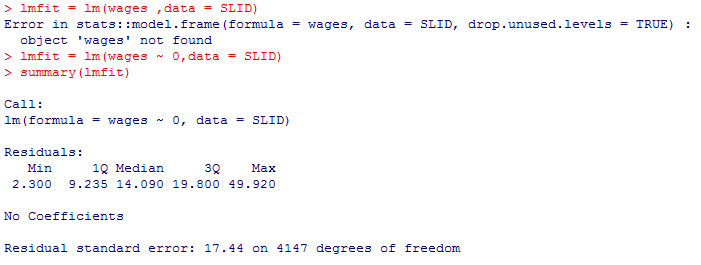 > lmfit = lm(wages ,data = SLID)
Error in stats::model.frame(formula = wages, data = SLID, drop.unused.levels = TRUE) :
  object 'wages' not found
> lmfit = lm(wages ~ 0,data = SLID)
> summary(lmfit)
Call:
lm(formula = wages ~ 0, data = SLID)
Residuals:
   Min     1Q Median     3Q    Max
 2.300  9.235 14.090 19.800 49.920
No Coefficients
Residual standard error: 17.44 on 4147 degrees of freedom